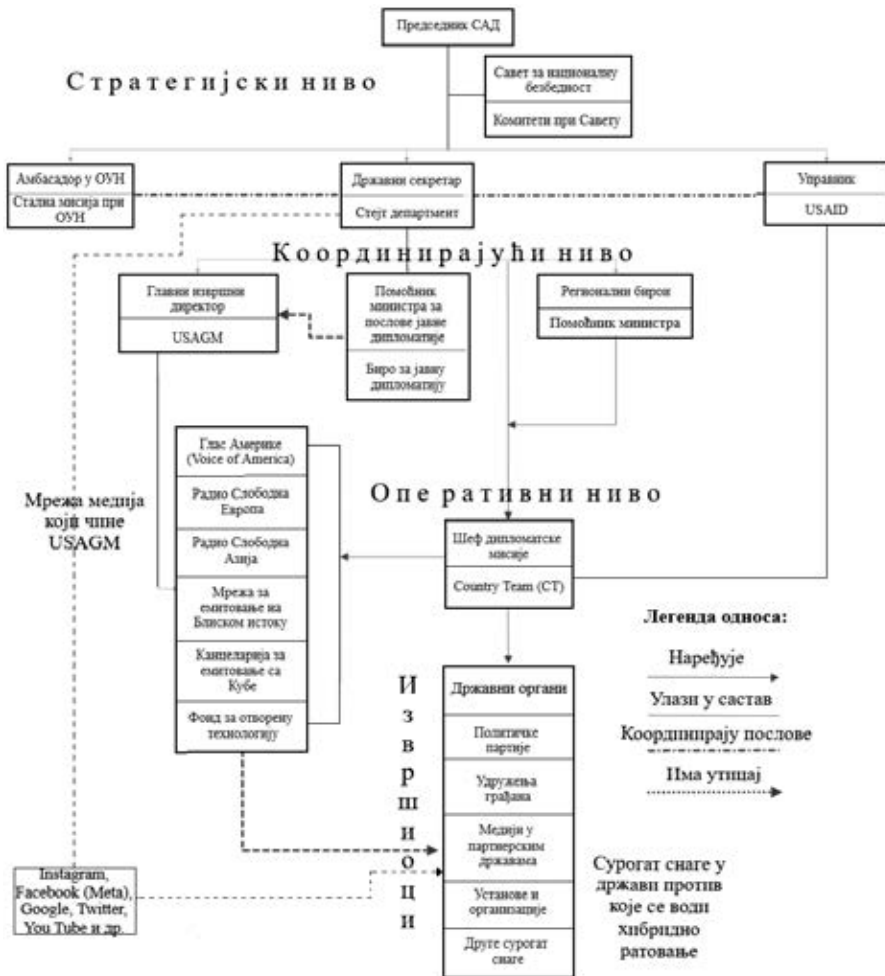 Председник САД
Стратегијски ниво
Савет за националну
безбедност
Комитети при Савету
Амбасадор у ОУН
Стална мисија при
ОУН
Државни секретар
Стејт департмент
Управник
USAID
Координирајући ниво
Главни извршни
директор
USAGM
Помоћник
министра за
послове јавне
дипломатије
Биро за јавну
дипломатију
Регионални бирои
Помоћник министра
Глас Америке
(Voice of America)
Радио Слободна
Европа
Радио Слободна
Азија
Мрежа за
емитовање на
Блиском истоку
Канцеларија за
емитовање са
Кубе
Фонд за отворену
технологију
Мрежа медија
који чине
USAGM
Оперативни ниво
Шеф дипломатске
мисије
Country Team (CT)
Легенда односа:
Наређује
Улази у састав
Координирају послове
Има утицај
Извршиоци
Државни органи
Политичке
партије
Удружења
грађана
Медији у
партнерским
државама
Установе и
организације
Друге сурогат
снаге
Сурогат снаге у
држави против
које се води
хибридно
ратовање
Instagram,
Facebook (Meta),
Google, Twitter,
You Tube и др.